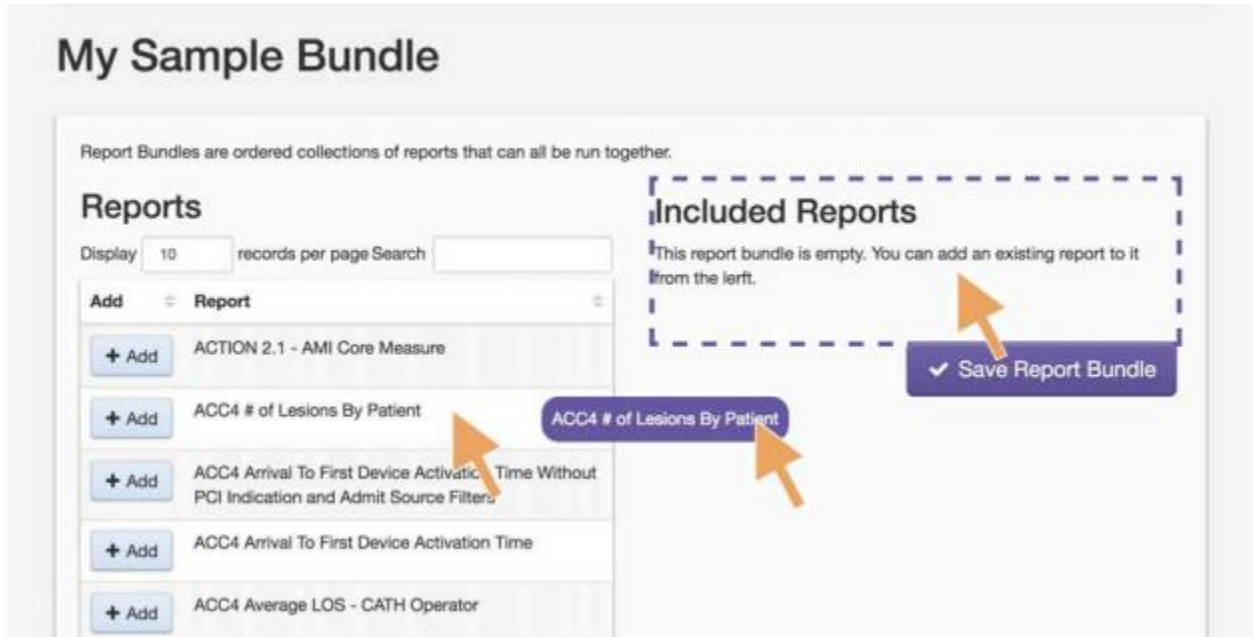 My Sample Bundle
Report Bundles are ordered collections of reports that can all be run together.
Reports
Display 10 records per page Search
Add Report
+ Add ACTION 2.1 - AMI Core Measure
+ Add ACC4 # of Lesions By Patient
+ Add ACC4 Arrival To First Device Activation Time Without
PCI Indication and Admit Source Filters
+ Add ACC4 Arrival To First Device Activation Time
+ Add ACC4 Average LOS - CATH Operator
Included Reports
This report bundle is empty. You can add an existing report to it
from the lerft.
✔ Save Report Bundle
ACC4 # of Lesions By Patient